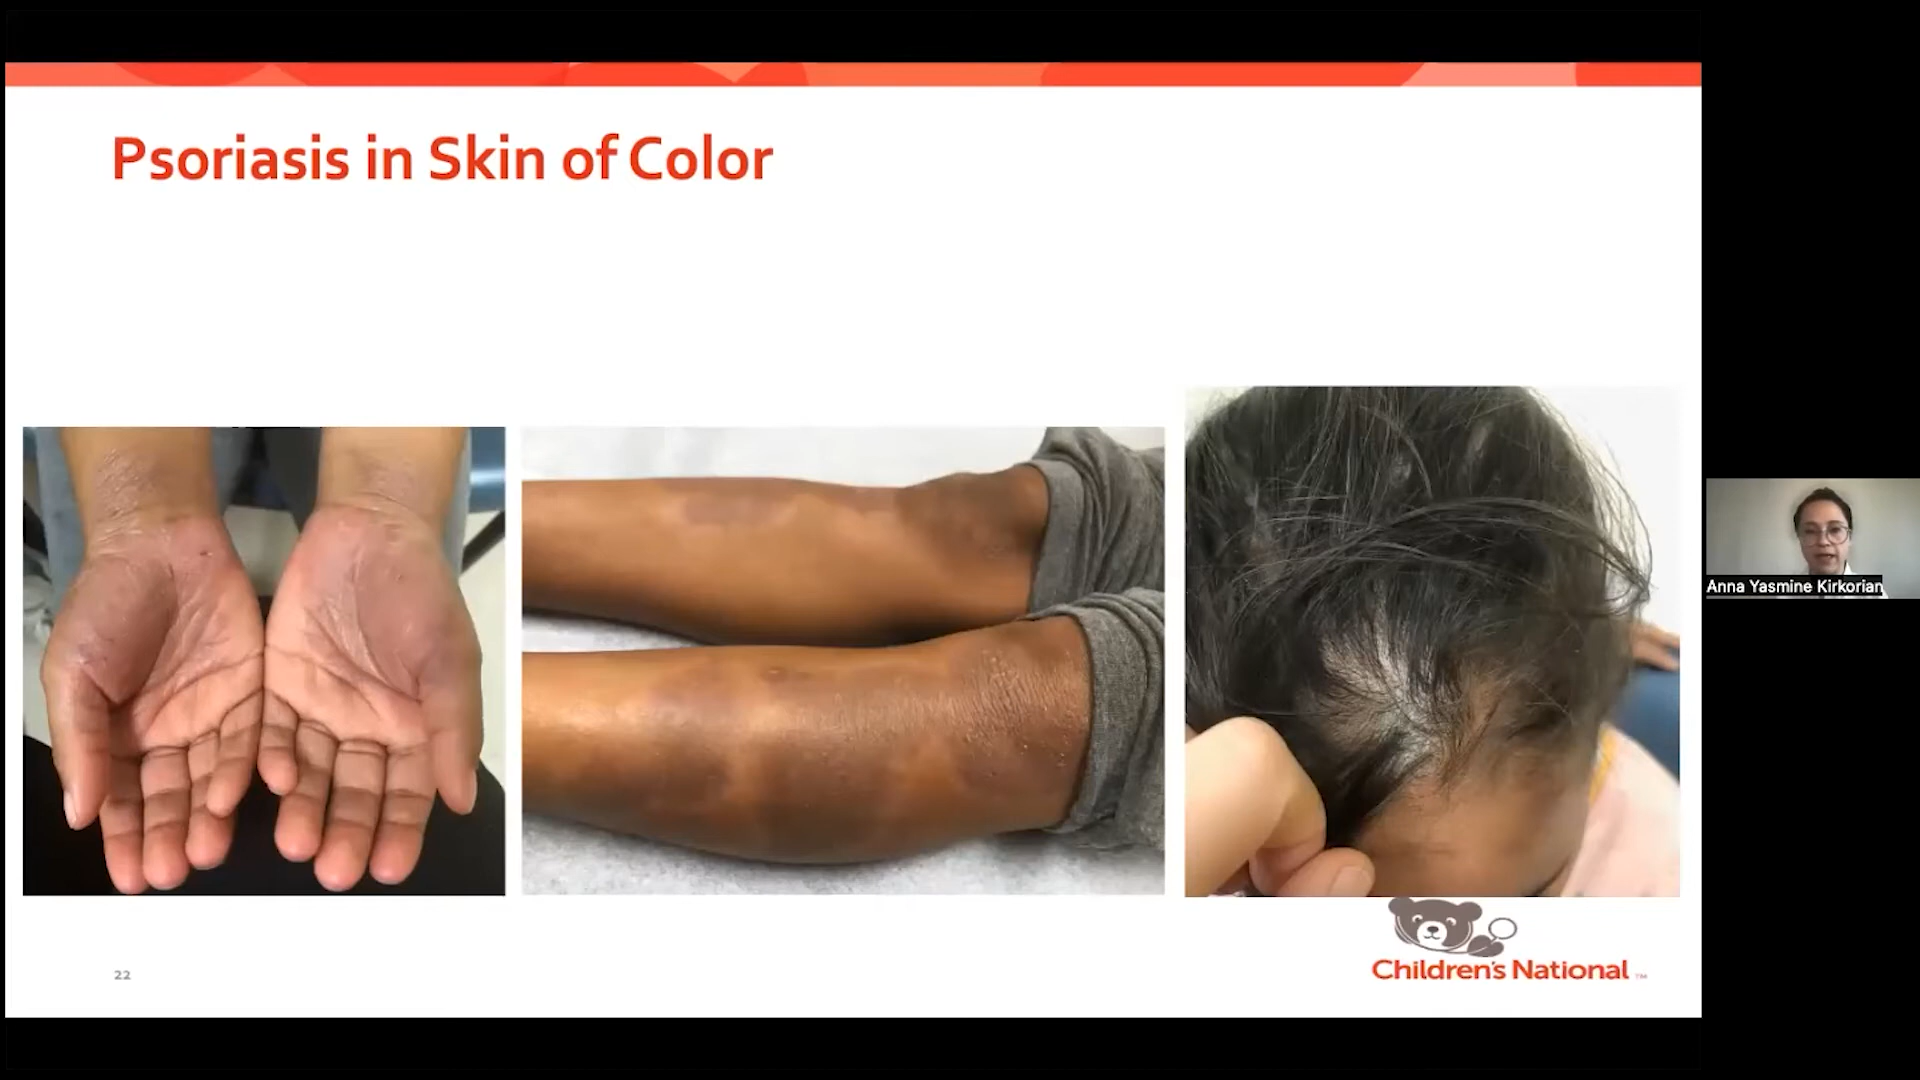 Psoriasis in Skin of Color
Anna Yasmine Kirkorian
22
Children's National ™